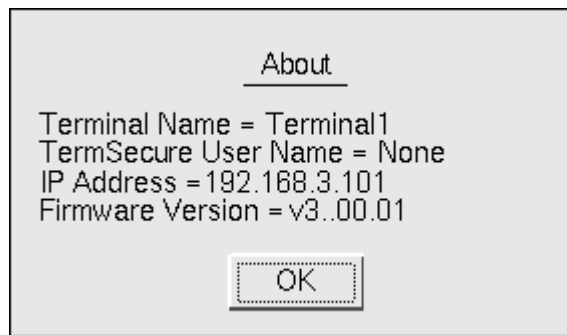 About
Terminal Name = Terminal1
TermSecure User Name = None
IP Address =192.168.3.101
Firmware Version = v3..00.01
OK